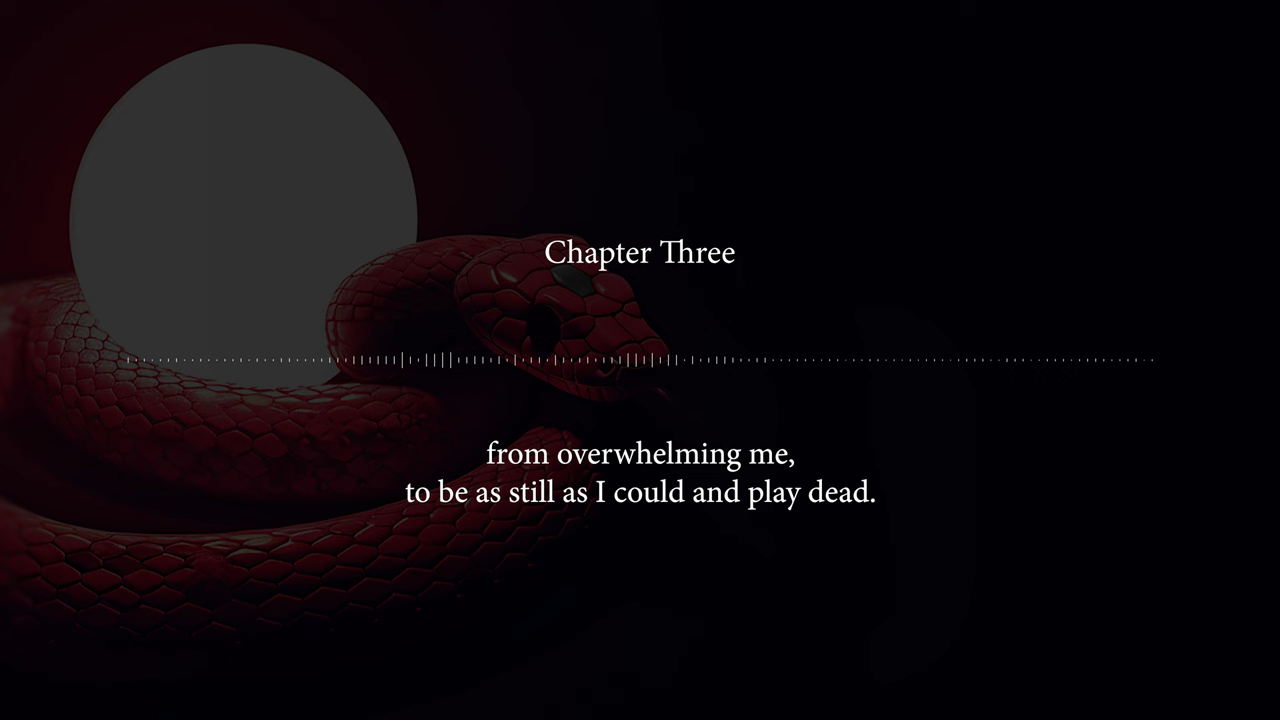 Chapter Three
from overwhelming me,
to be as still as I could and play dead.